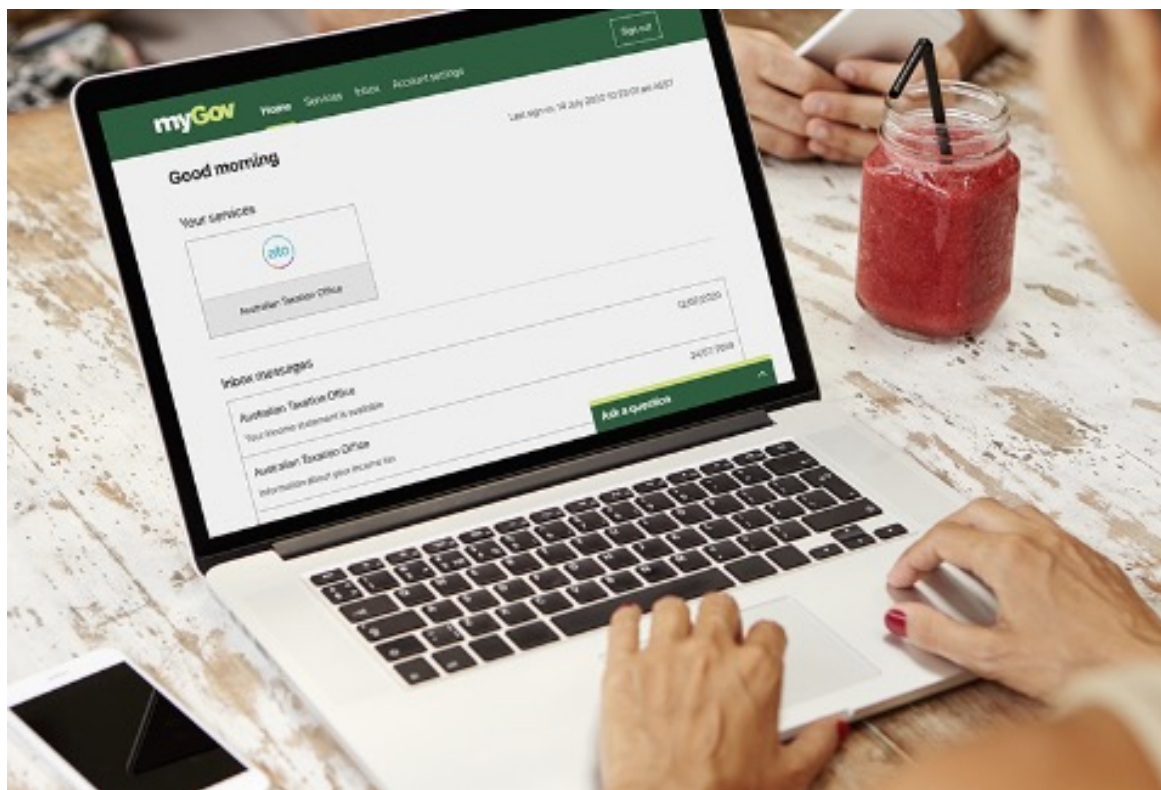 Sign out
myGov Home Services Inbox Account settings
Good morning
Your services
ato
Australian Taxation Office
Inbox messages
Australian Taxation Office
Your income statement is available
Australian Taxation Office
Information about your income tax
Ask a question